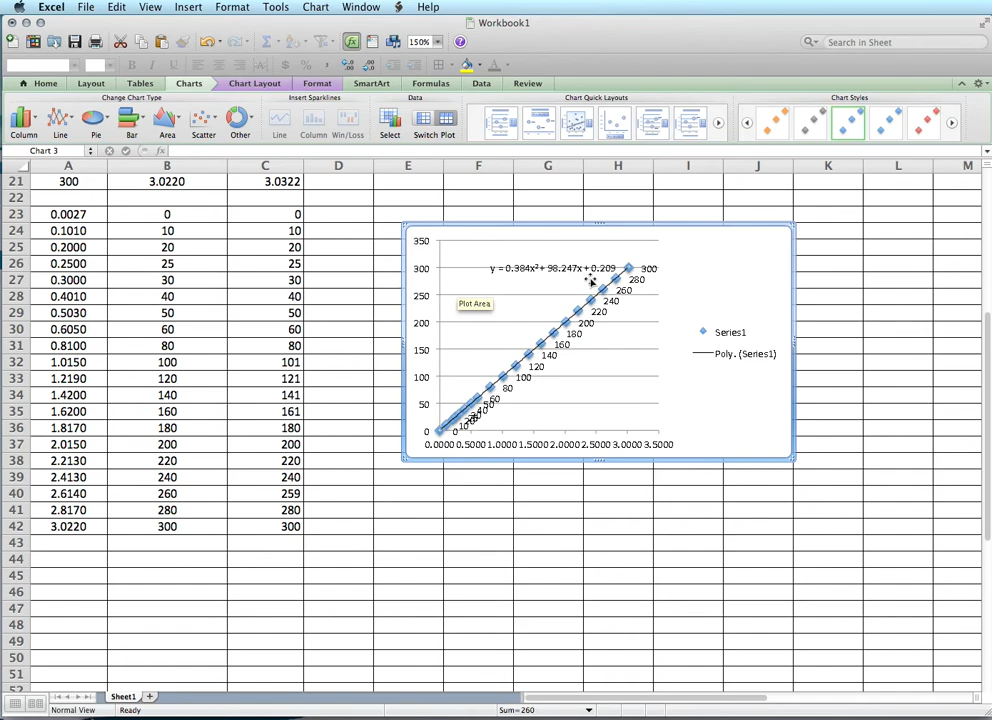 Excel File Edit View Insert Format Tools Chart Window Help
Workbook1
150% Search in Sheet
Home Layout Tables Charts Chart Layout Format SmartArt Formulas Data Review
Change Chart Type Insert Sparklines Data Chart Quick Layouts Chart Styles
Column Line Pie Bar Area Scatter Other Line Column Win/Loss Select Switch Plot
Chart 3 fx
A B C D E F G H I J K L M
21 300 3.0220 3.0322
22
23 0.0027 0 0
24 0.1010 10 10
25 0.2000 20 20
26 0.2500 25 25
27 0.3000 30 30
28 0.4010 40 40
29 0.5030 50 50
30 0.6050 60 60
31 0.8100 80 80
32 1.0150 100 101
33 1.2190 120 121
34 1.4200 140 141
35 1.6200 160 161
36 1.8170 180 180
37 2.0150 200 200
38 2.2130 220 220
39 2.4130 240 240
40 2.6140 260 259
41 2.8170 280 280
42 3.0220 300 300
43
44
45
46
47
48
49
50
51
52
350
300
250
200
150
100
50
0
y = 0.384x² + 98.247x + 0.209
300
280
260
240
220
200
180
160
140
120
100
80
60
50
40
20
10
0
Plot Area
0.0000 0.5000 1.0000 1.5000 2.0000 2.5000 3.0000 3.5000
Series1
Poly. (Series1)
Sheet1
Normal View Ready Sum=260